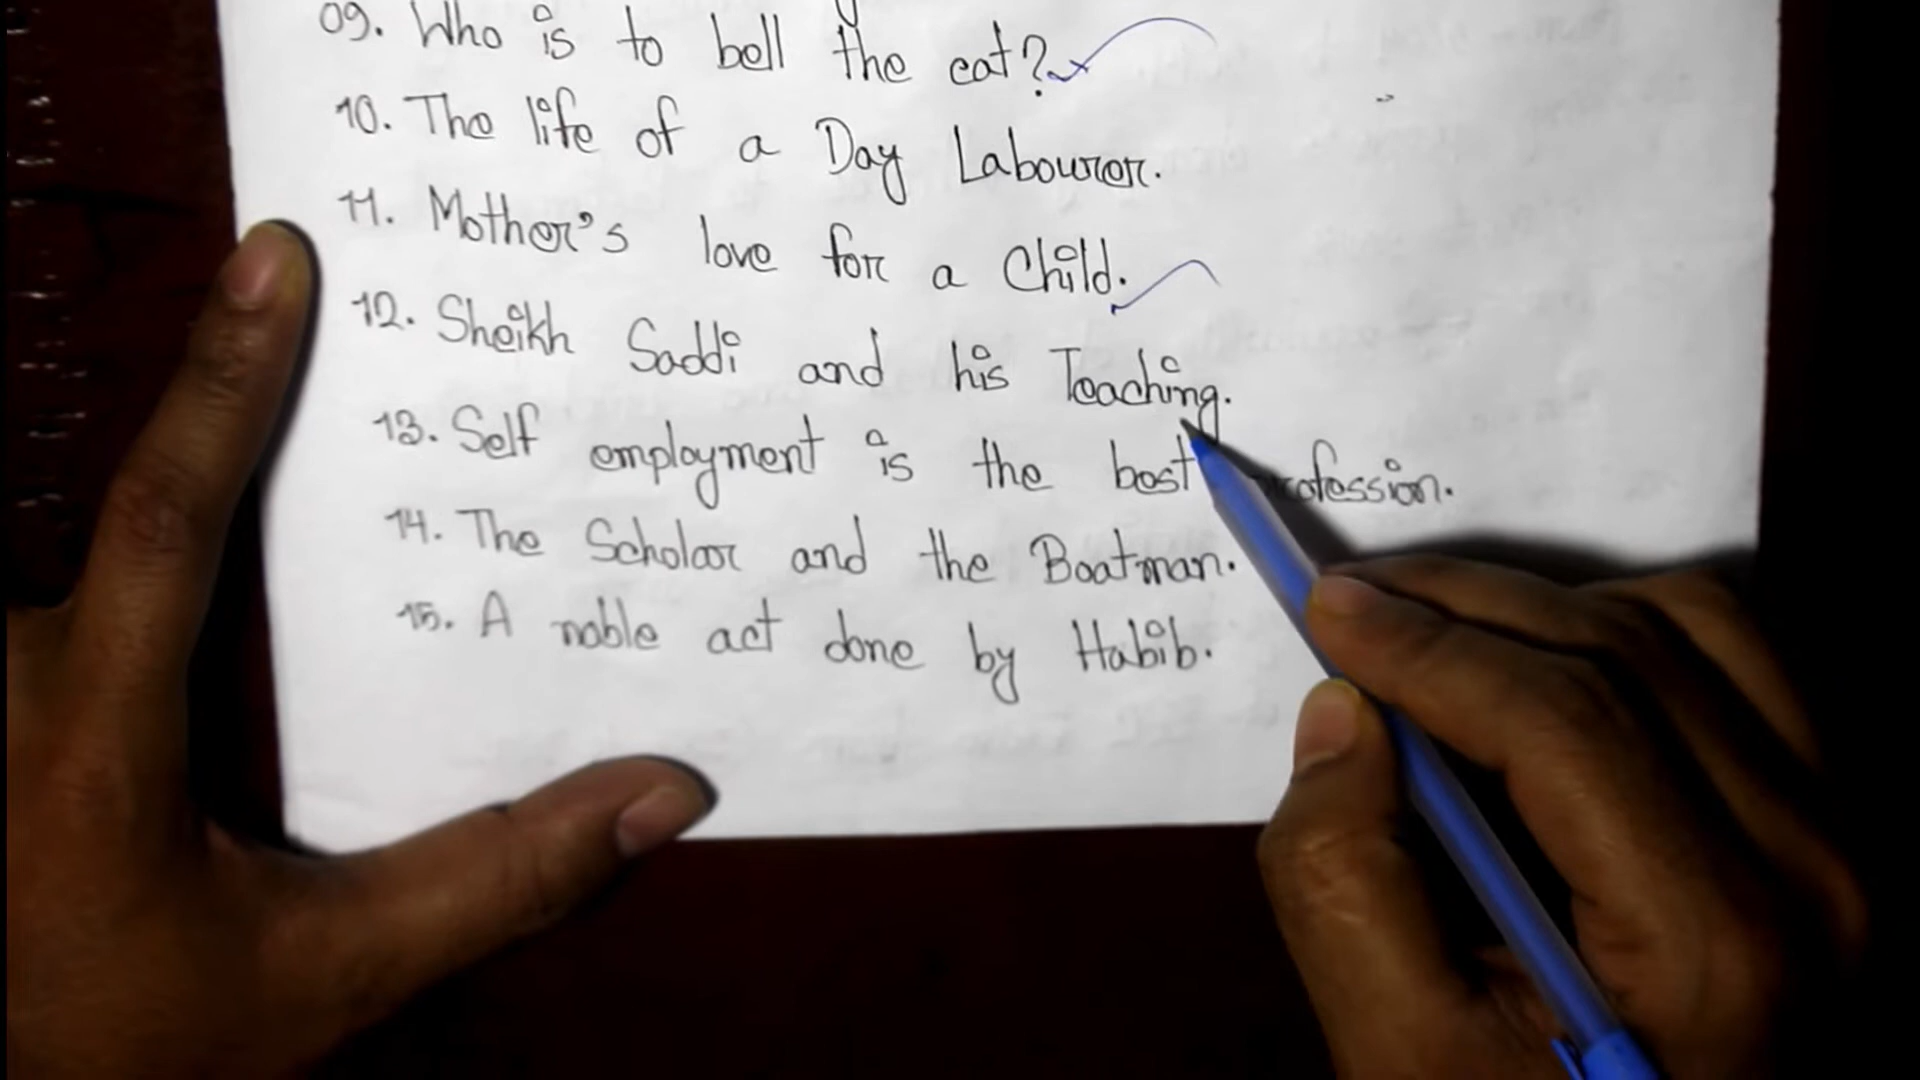 09. Who is to bell the cat?
10. The life of a Day Labourer.
11. Mother's love for a Child.
12. Sheikh Saddi and his Teaching.
13. Self employment is the best profession.
14. The Scholar and the Boatman.
15. A noble act done by Habib.